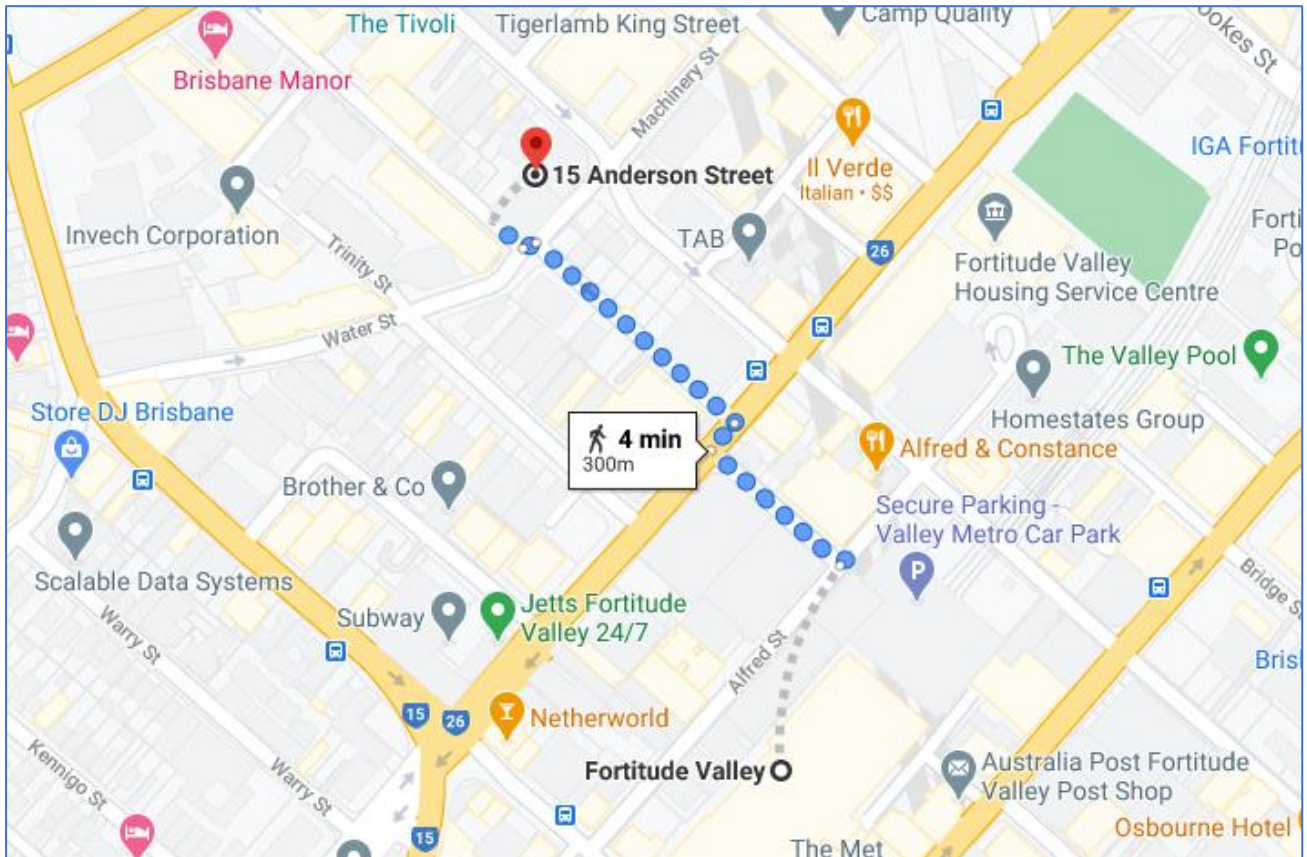 The Tivoli
Tigerlamb King Street
Camp Quality
ookes St
Brisbane Manor
Machinery St
Il Verde
Italian • $$
IGA Fortit
15 Anderson Street
Invech Corporation
Trinity St
TAB
26
Forti
Po
Fortitude Valley
Housing Service Centre
Water St
The Valley Pool
Store DJ Brisbane
4 min
300m
Homestates Group
Alfred & Constance
Brother & Co
Secure Parking -
Valley Metro Car Park
P
Scalable Data Systems
Bridge S
Subway
Jetts Fortitude
Valley 24/7
Warry St
Alfred St
Bris
15
26
Netherworld
Fortitude Valley
Australia Post Fortitude
Valley Post Shop
Kennigo St
Warry St
15
Osbourne Hotel
The Met